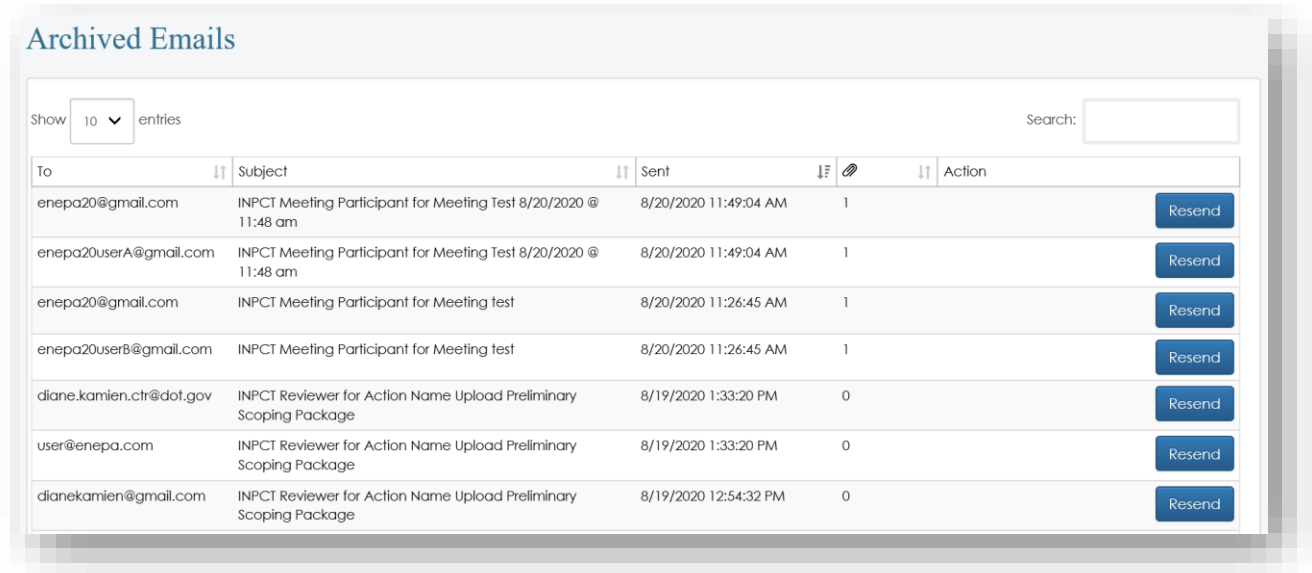 Archived Emails
Show 10 entries Search:
To Subject Sent Action
enepa20@gmail.com INPCT Meeting Participant for Meeting Test 8/20/2020 @ 8/20/2020 11:49:04 AM 1 Resend
11:48 am
enepa20userA@gmail.com INPCT Meeting Participant for Meeting Test 8/20/2020 @ 8/20/2020 11:49:04 AM 1 Resend
11:48 am
enepa20@gmail.com INPCT Meeting Participant for Meeting test 8/20/2020 11:26:45 AM 1 Resend
enepa20userB@gmail.com INPCT Meeting Participant for Meeting test 8/20/2020 11:26:45 AM 1 Resend
diane.kamien.ctr@dot.gov INPCT Reviewer for Action Name Upload Preliminary 8/19/2020 1:33:20 PM 0 Resend
Scoping Package
user@enepa.com INPCT Reviewer for Action Name Upload Preliminary 8/19/2020 1:33:20 PM 0 Resend
Scoping Package
dianekamien@gmail.com INPCT Reviewer for Action Name Upload Preliminary 8/19/2020 12:54:32 PM 0 Resend
Scoping Package